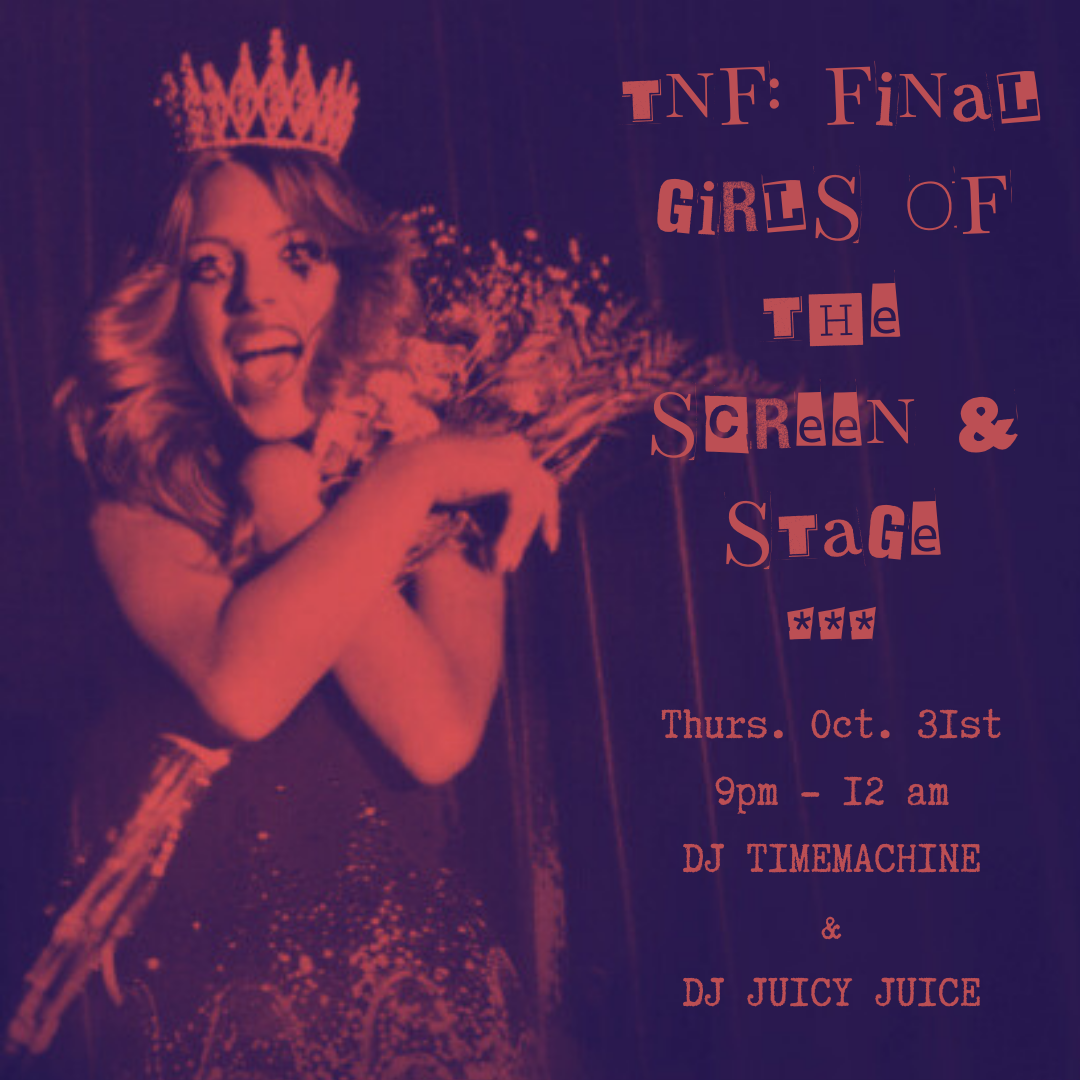 TNF: FiNaL
GiRLS OF
THe
SCReeN &
STaGe
***
Thurs. Oct. 31st
9pm - 12 am
DJ TIMEMACHINE
&
DJ JUICY JUICE